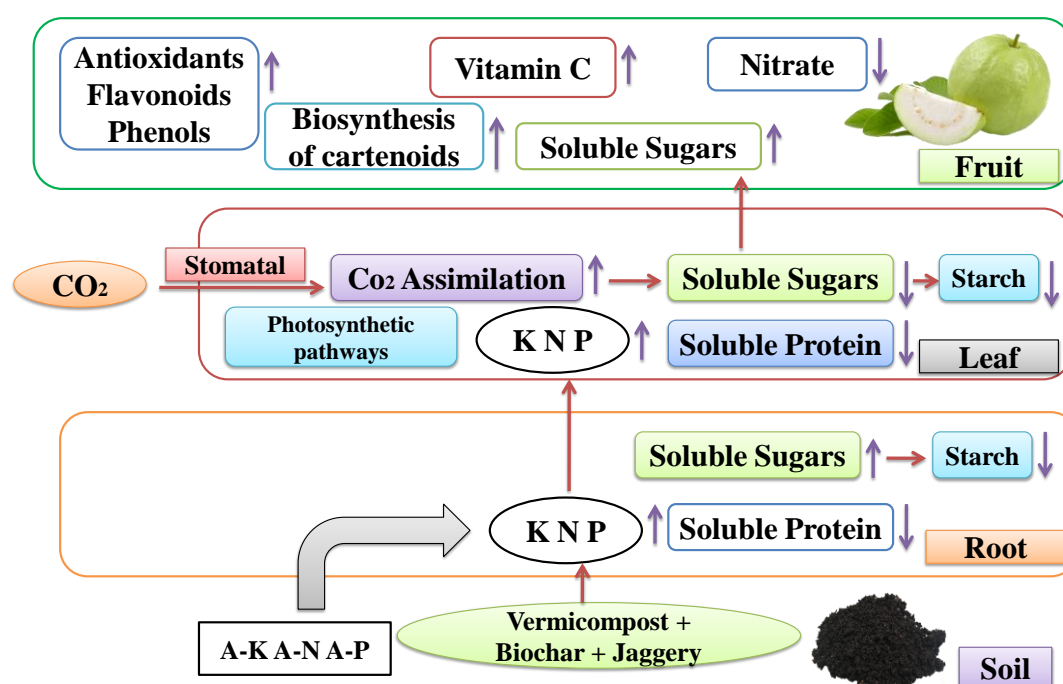 Antioxidants
Flavonoids
Phenols
Vitamin C
Nitrate
Biosynthesis
of cartenoids
Soluble Sugars
Fruit
CO₂
Stomatal
Co₂ Assimilation
Soluble Sugars
Starch
Photosynthetic
pathways
K N P
Soluble Protein
Leaf
Soluble Sugars
Starch
K N P
Soluble Protein
Root
A-K A-N A-P
Vermicompost +
Biochar + Jaggery
Soil